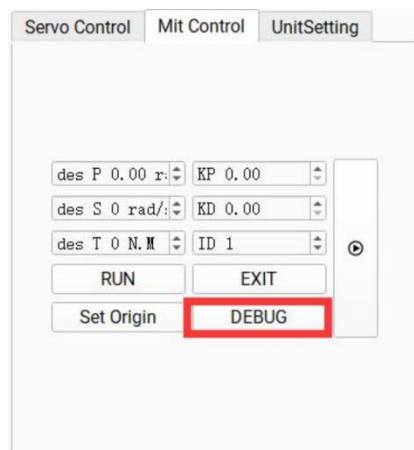 Servo Control Mit Control UnitSetting
des P 0.00 r KP 0.00
des S 0 rad/s KD 0.00
des T 0 N.M ID 1
RUN EXIT
Set Origin DEBUG